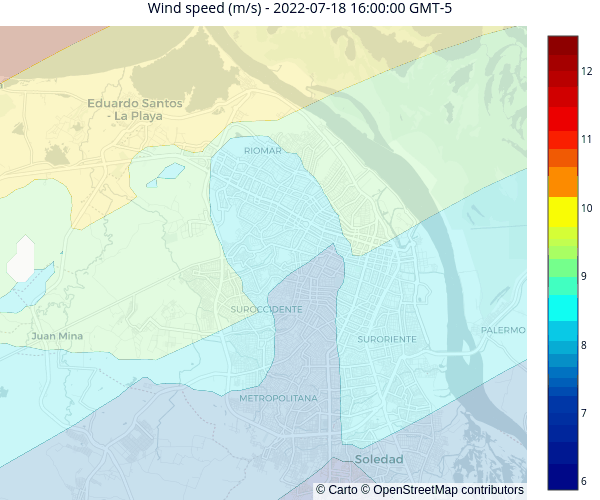 Wind speed (m/s) - 2022-07-18 16:00:00 GMT-5
12
11
10
9
8
7
6
Eduardo Santos
- La Playa
RIOMAR
SUROCCIDENTE
Juan Mina
SURORIENTE
PALERMO
METROPOLITANA
Soledad
© Carto © OpenStreetMap contributors